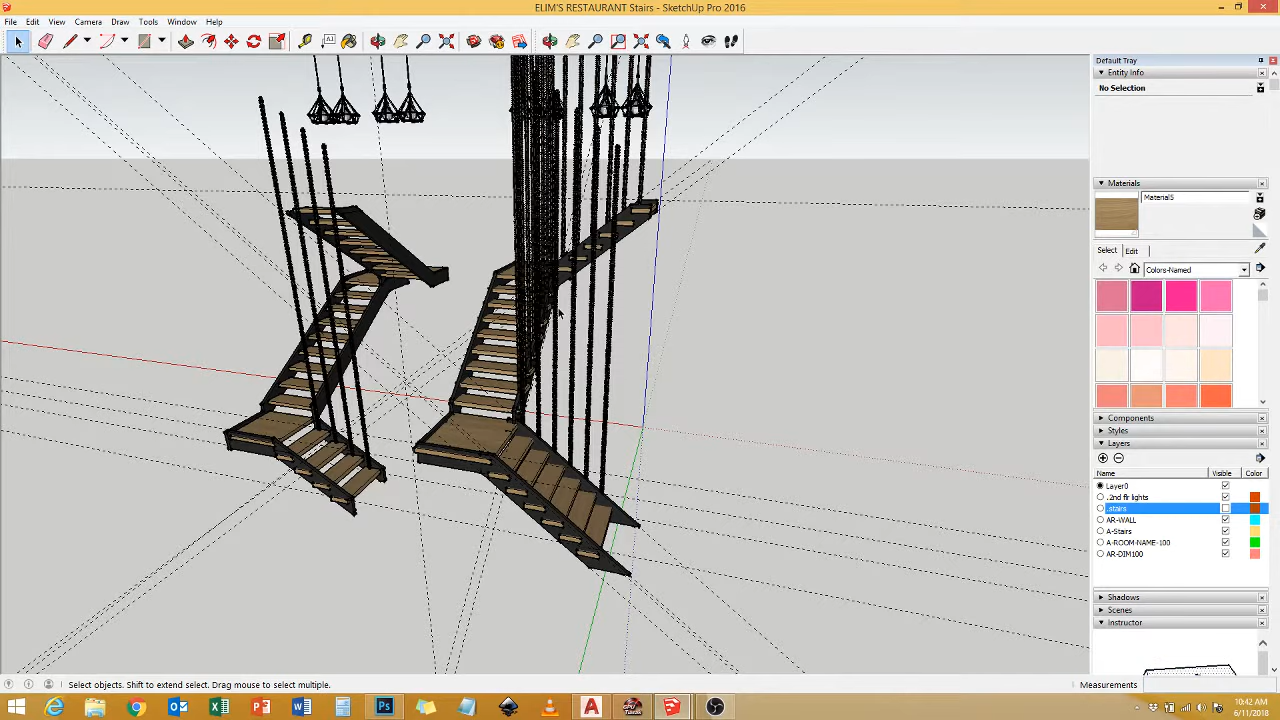 ELIM'S RESTAURANT Stairs - SketchUp Pro 2016
File Edit View Camera Draw Tools Window Help
Default Tray
Entity Info
No Selection
Materials
Material5
Select Edit
Colors-Named
Components
Styles
Layers
Name Visible Color
Layer0
.2nd flr lights
.stairs
AR-WALL
A-Stairs
A-ROOM-NAME-100
AR-DIM100
Shadows
Scenes
Instructor
Select objects. Shift to extend select. Drag mouse to select multiple.
Measurements
10:42 AM
6/11/2018